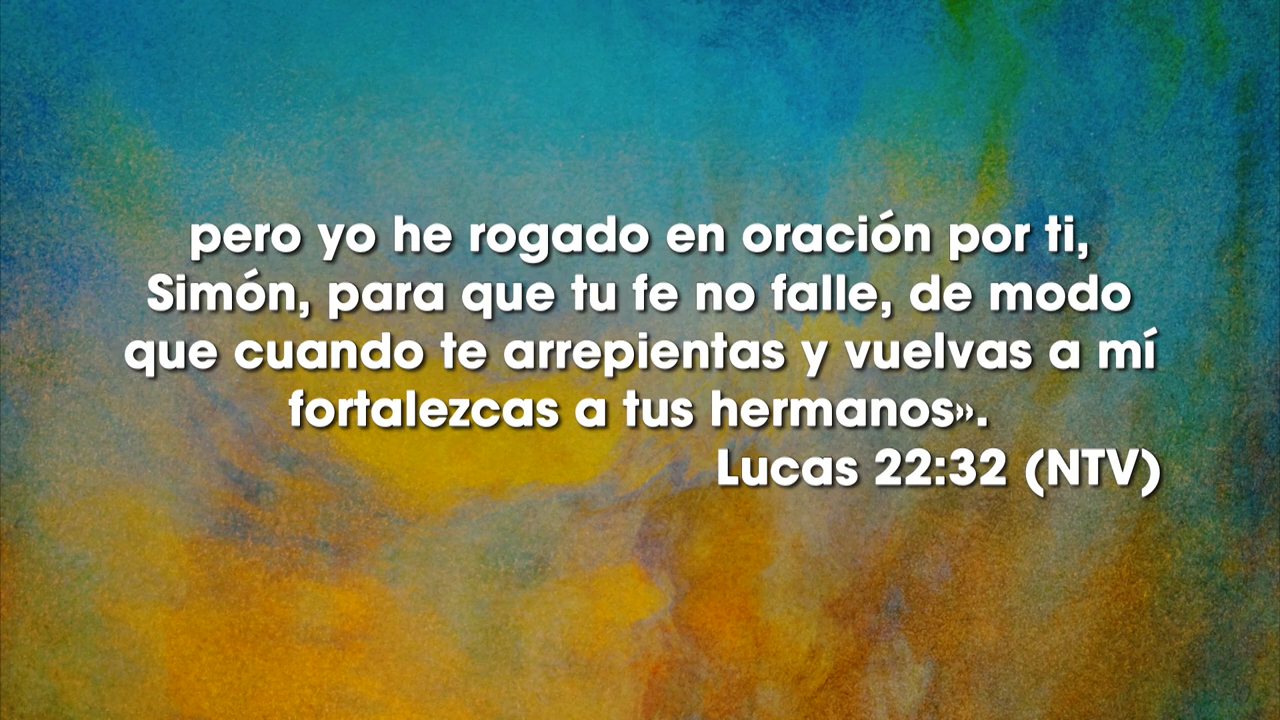 pero yo he rogado en oración por ti,
Simón, para que tu fe no falle, de modo
que cuando te arrepientas y vuelvas a mí
fortalezcas a tus hermanos».
Lucas 22:32 (NTV)